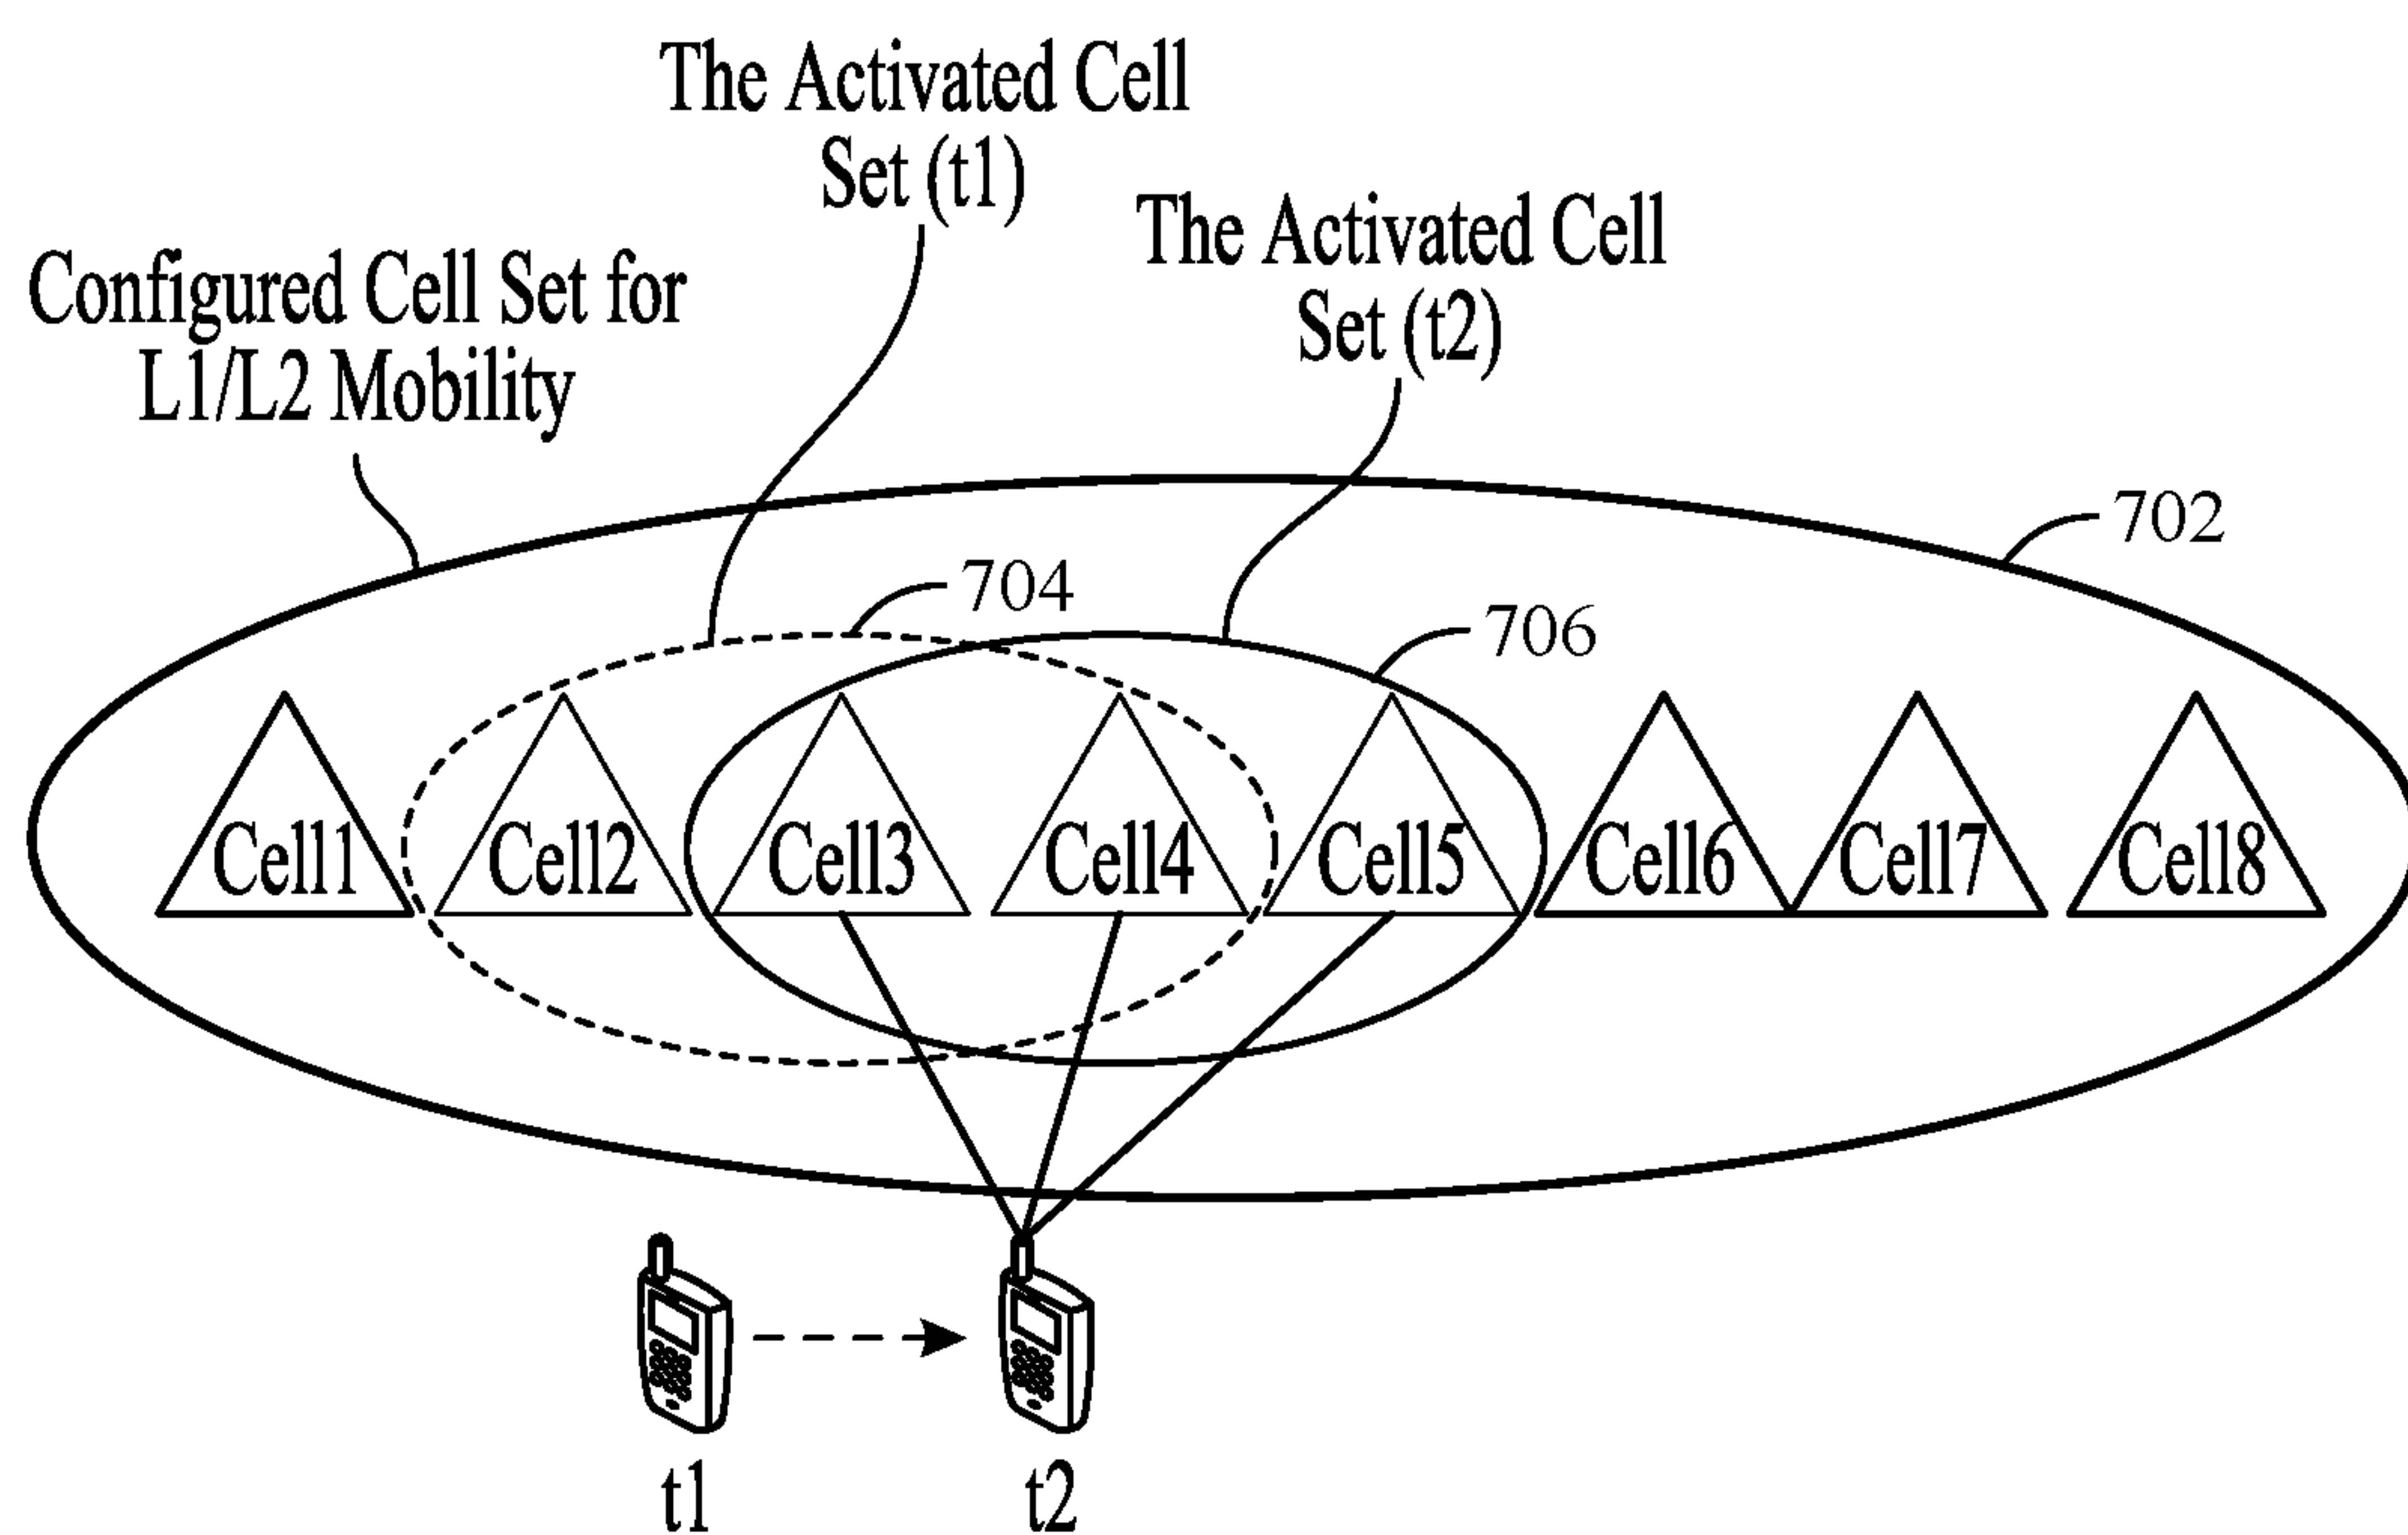 The Activated Cell
Set (t1)
The Activated Cell
Set (t2)
Configured Cell Set for
L1/L2 Mobility
702
704
706
Cell1
Cell2
Cell3
Cell4
Cell5
Cell6
Cell7
Cell8
t1
t2